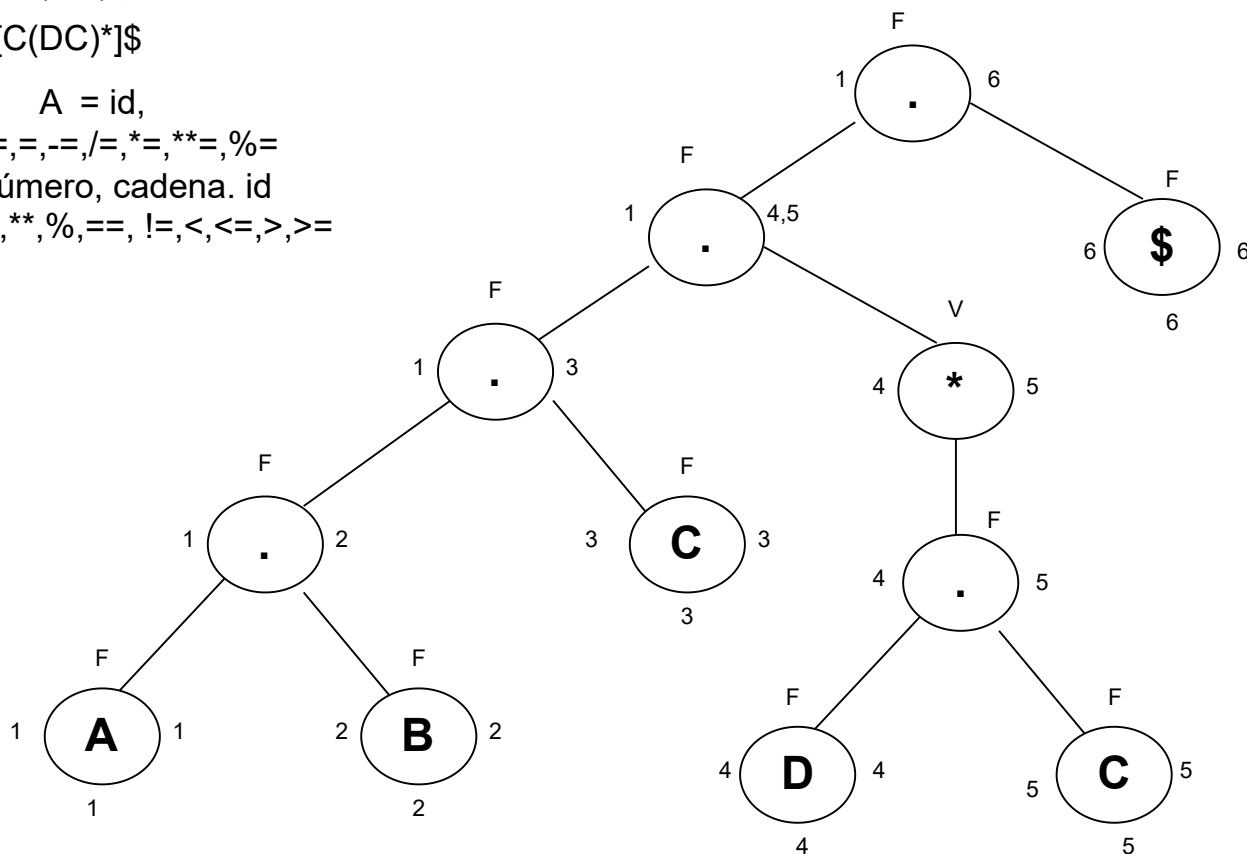 [C(DC)*]$
A = id,
=,=,-=,/=,*=,**=,%=
úmero, cadena. id
,**,%,==, !=,<,<=,>,>=
F
1 . 6
F
1 . 4,5
F
6 $ 6
6
F
1 . 3
V
4 * 5
F
1 . 2
F
3 C 3
3
F
4 . 5
F
1 A 1
1
F
2 B 2
2
F
4 D 4
4
F
5 C 5
5